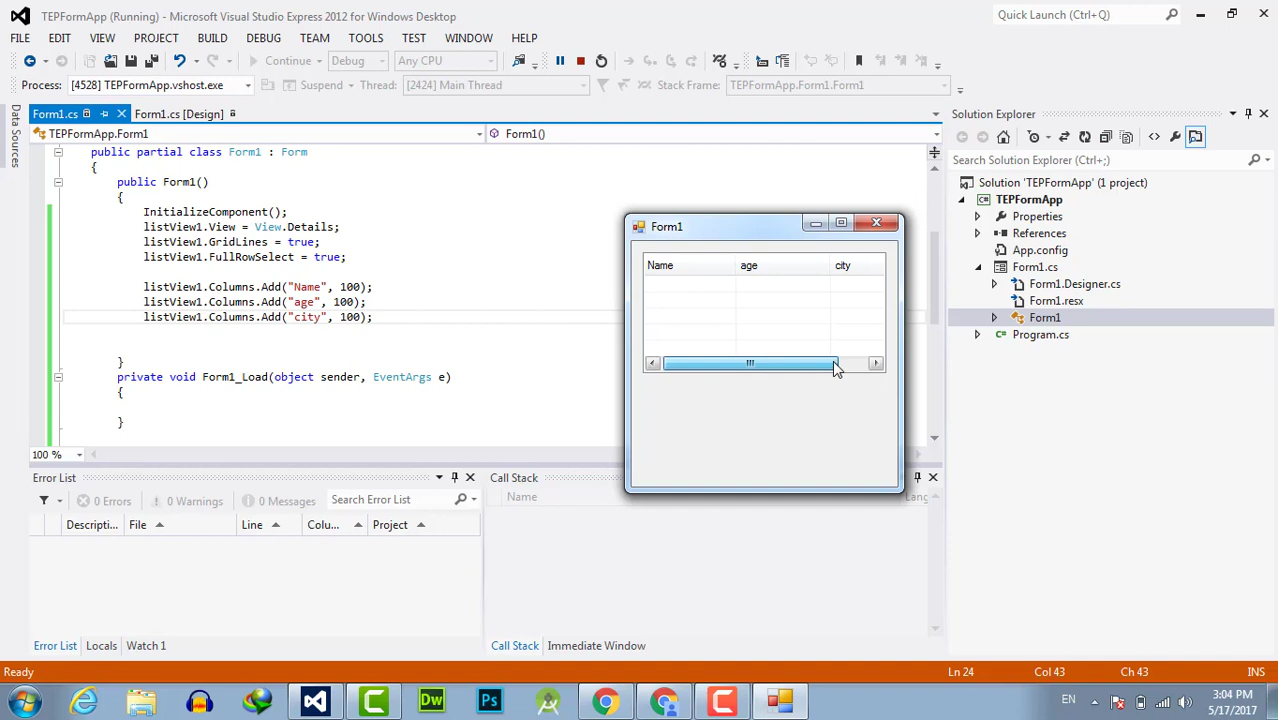 TEPFormApp (Running) - Microsoft Visual Studio Express 2012 for Windows Desktop
Quick Launch (Ctrl+Q)
FILE EDIT VIEW PROJECT BUILD DEBUG TEAM TOOLS TEST WINDOW HELP
Continue Debug Any CPU
Process: [4528] TEPFormApp.vshost.exe Suspend Thread: [2424] Main Thread Stack Frame: TEPFormApp.Form1.Form1
Data Sources
Form1.cs Form1.cs [Design]
TEPFormApp.Form1 Form1()
public partial class Form1 : Form
{
public Form1()
{
InitializeComponent();
listView1.View = View.Details;
listView1.GridLines = true;
listView1.FullRowSelect = true;
listView1.Columns.Add("Name", 100);
listView1.Columns.Add("age", 100);
listView1.Columns.Add("city", 100);
}
private void Form1_Load(object sender, EventArgs e)
{
}
100 %
Form1
Name age city
Solution Explorer
Search Solution Explorer (Ctrl+;)
Solution 'TEPFormApp' (1 project)
TEPFormApp
Properties
References
App.config
Form1.cs
Form1.Designer.cs
Form1.resx
Form1
Program.cs
Error List
0 Errors 0 Warnings 0 Messages Search Error List
Descripti... File Line Colu... Project
Call Stack
Name Lang
Error List Locals Watch 1
Call Stack Immediate Window
Ready Ln 24 Col 43 Ch 43 INS
Dw Ps EN 3:04 PM
5/17/2017